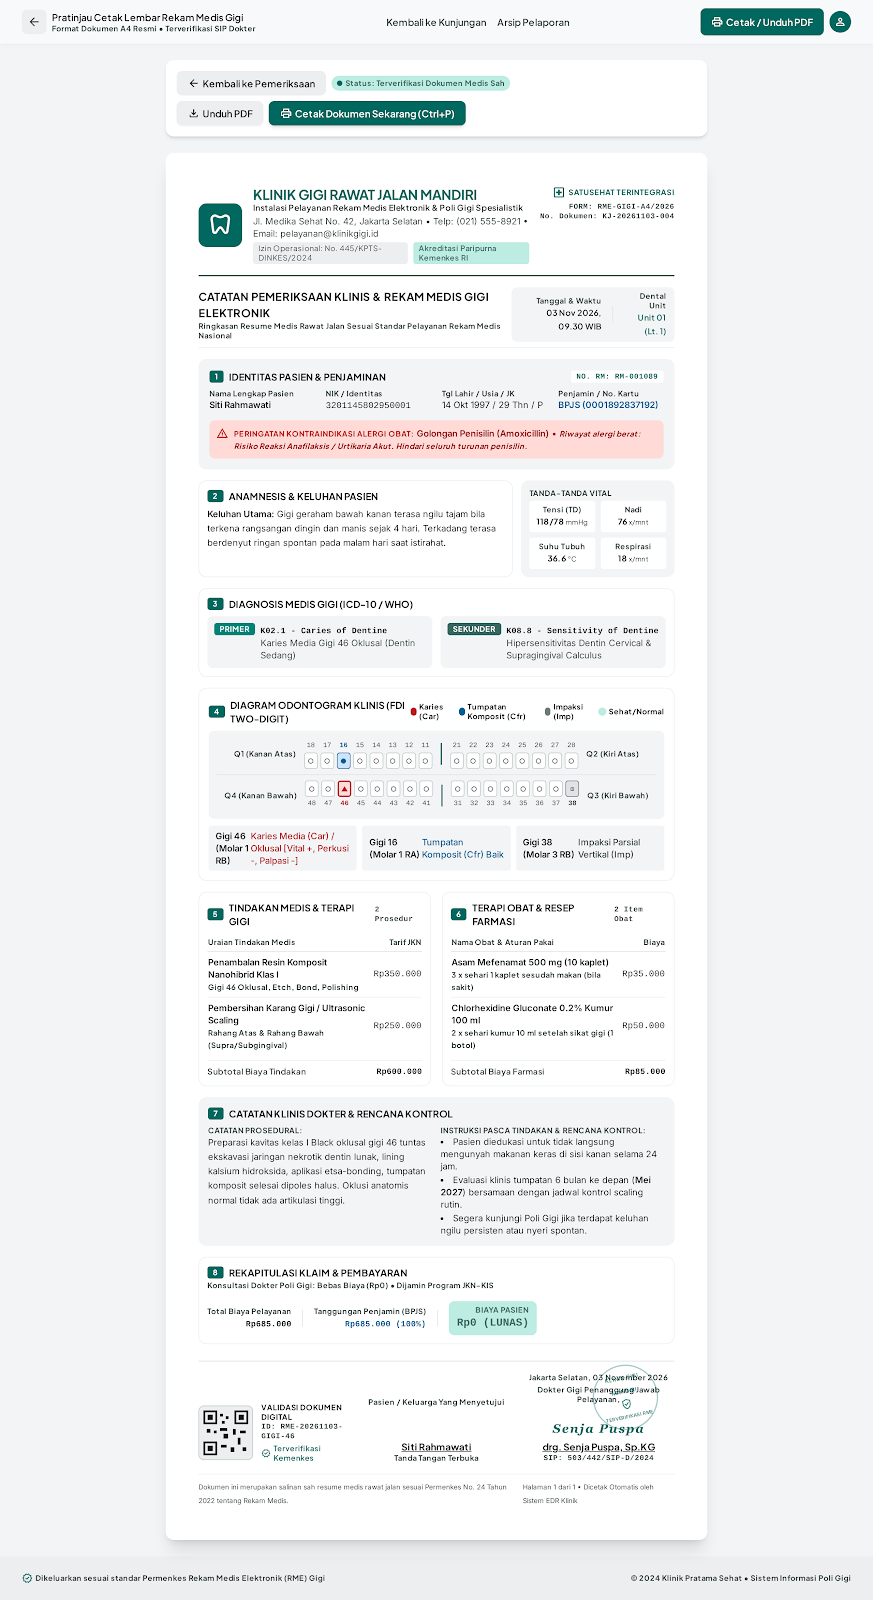 Pratinjau Cetak Lembar Rekam Medis Gigi
Format Dokumen A4 Resmi • Terverifikasi SIP Dokter
Kembali ke Kunjungan
Arsip Pelaporan
Cetak / Unduh PDF
Kembali ke Pemeriksaan
Status: Terverifikasi Dokumen Medis Sah
Unduh PDF
Cetak Dokumen Sekarang (Ctrl+P)
KLINIK GIGI RAWAT JALAN MANDIRI
Instalasi Pelayanan Rekam Medis Elektronik & Poli Gigi Spesialistik
Jl. Medika Sehat No. 42, Jakarta Selatan • Telp: (021) 555-8921 •
Email: pelayanan@klinikgigi.id
Izin Operasional: No. 445/KPTS-
DINKES/2024
Akreditasi Paripurna
Kemenkes RI
SATUSEHAT TERINTEGRASI
FORM: RME-GIGI-A4/2026
No. Dokumen: KJ-20261103-004
CATATAN PEMERIKSAAN KLINIS & REKAM MEDIS GIGI
ELEKTRONIK
Ringkasan Resume Medis Rawat Jalan Sesuai Standar Pelayanan Rekam Medis
Nasional
Tanggal & Waktu
03 Nov 2026,
09.30 WIB
Dental
Unit
Unit 01
(Lt. 1)
1 IDENTITAS PASIEN & PENJAMINAN
NO. RM: RM-001089
Nama Lengkap Pasien
Siti Rahmawati
NIK / Identitas
3201145802950001
Tgl Lahir / Usia / JK
14 Okt 1997 / 29 Thn / P
Penjamin / No. Kartu
BPJS (0001892837192)
PERINGATAN KONTRAINDIKASI ALERGI OBAT: Golongan Penisilin (Amoxicillin) • Riwayat alergi berat:
Risiko Reaksi Anafilaksis / Urtikaria Akut. Hindari seluruh turunan penisilin.
2 ANAMNESIS & KELUHAN PASIEN
Keluhan Utama: Gigi geraham bawah kanan terasa ngilu tajam bila
terkena rangsangan dingin dan manis sejak 4 hari. Terkadang terasa
berdenyut ringan spontan pada malam hari saat istirahat.
TANDA-TANDA VITAL
Tensi (TD)
118/78 mmHg
Nadi
76 x/mnt
Suhu Tubuh
36.6 °C
Respirasi
18 x/mnt
3 DIAGNOSIS MEDIS GIGI (ICD-10 / WHO)
PRIMER
K02.1 - Caries of Dentine
Karies Media Gigi 46 Oklusal (Dentin
Sedang)
SEKUNDER
K08.8 - Sensitivity of Dentine
Hipersensitivitas Dentin Cervical &
Supragingival Calculus
4 DIAGRAM ODONTOGRAM KLINIS (FDI
TWO-DIGIT)
Karies
(Car)
Tumpatan
Komposit (Cfr)
Impaksi
(Imp)
Sehat/Normal
Q1 (Kanan Atas)
18 17 16 15 14 13 12 11
21 22 23 24 25 26 27 28
Q2 (Kiri Atas)
Q4 (Kanan Bawah)
48 47 46 45 44 43 42 41
31 32 33 34 35 36 37 38
Q3 (Kiri Bawah)
Gigi 46
(Molar 1
RB)
Karies Media (Car) /
Oklusal [Vital +, Perkusi
-, Palpasi -]
Gigi 16
(Molar 1 RA)
Tumpatan
Komposit (Cfr) Baik
Gigi 38
(Molar 3 RB)
Impaksi Parsial
Vertikal (Imp)
5 TINDAKAN MEDIS & TERAPI
GIGI
2
Prosedur
Uraian Tindakan Medis
Tarif JKN
Penambalan Resin Komposit
Nanohibrid Klas I
Gigi 46 Oklusal, Etch, Bond, Polishing
Rp350.000
Pembersihan Karang Gigi / Ultrasonic
Scaling
Rahang Atas & Rahang Bawah
(Supra/Subgingival)
Rp250.000
Subtotal Biaya Tindakan
Rp600.000
6 TERAPI OBAT & RESEP
FARMASI
2 Item
Obat
Nama Obat & Aturan Pakai
Biaya
Asam Mefenamat 500 mg (10 kaplet)
3 x sehari 1 kaplet sesudah makan (bila
sakit)
Rp35.000
Chlorhexidine Gluconate 0.2% Kumur
100 ml
2 x sehari kumur 10 ml setelah sikat gigi (1
botol)
Rp50.000
Subtotal Biaya Farmasi
Rp85.000
7 CATATAN KLINIS DOKTER & RENCANA KONTROL
CATATAN PROSEDURAL:
Preparasi kavitas kelas I Black oklusal gigi 46 tuntas
ekskavasi jaringan nekrotik dentin lunak, lining
kalsium hidroksida, aplikasi etsa-bonding, tumpatan
komposit selesai dipoles halus. Oklusi anatomis
normal tidak ada artikulasi tinggi.
INSTRUKSI PASCA TINDAKAN & RENCANA KONTROL:
• Pasien diedukasi untuk tidak langsung
mengunyah makanan keras di sisi kanan selama 24
jam.
• Evaluasi klinis tumpatan 6 bulan ke depan (Mei
2027) bersamaan dengan jadwal kontrol scaling
rutin.
• Segera kunjungi Poli Gigi jika terdapat keluhan
ngilu persisten atau nyeri spontan.
8 REKAPITULASI KLAIM & PEMBAYARAN
Konsultasi Dokter Poli Gigi: Bebas Biaya (Rp0) • Dijamin Program JKN-KIS
Total Biaya Pelayanan
Rp685.000
Tanggungan Penjamin (BPJS)
Rp685.000 (100%)
BIAYA PASIEN
Rp0 (LUNAS)
VALIDASI DOKUMEN
DIGITAL
ID: RME-20261103-
GIGI-46
Terverifikasi
Kemenkes
Pasien / Keluarga Yang Menyetujui
Siti Rahmawati
Tanda Tangan Terbuka
Jakarta Selatan, 03 November 2026
Dokter Gigi Penanggung Jawab
Pelayanan,
TERVERIFIKASI RME
Senja Puspa
drg. Senja Puspa, Sp.KG
SIP: 503/442/SIP-D/2024
Dokumen ini merupakan salinan sah resume medis rawat jalan sesuai Permenkes No. 24 Tahun
2022 tentang Rekam Medis.
Halaman 1 dari 1 • Dicetak Otomatis oleh
Sistem EDR Klinik
Dikeluarkan sesuai standar Permenkes Rekam Medis Elektronik (RME) Gigi
© 2024 Klinik Pratama Sehat • Sistem Informasi Poli Gigi